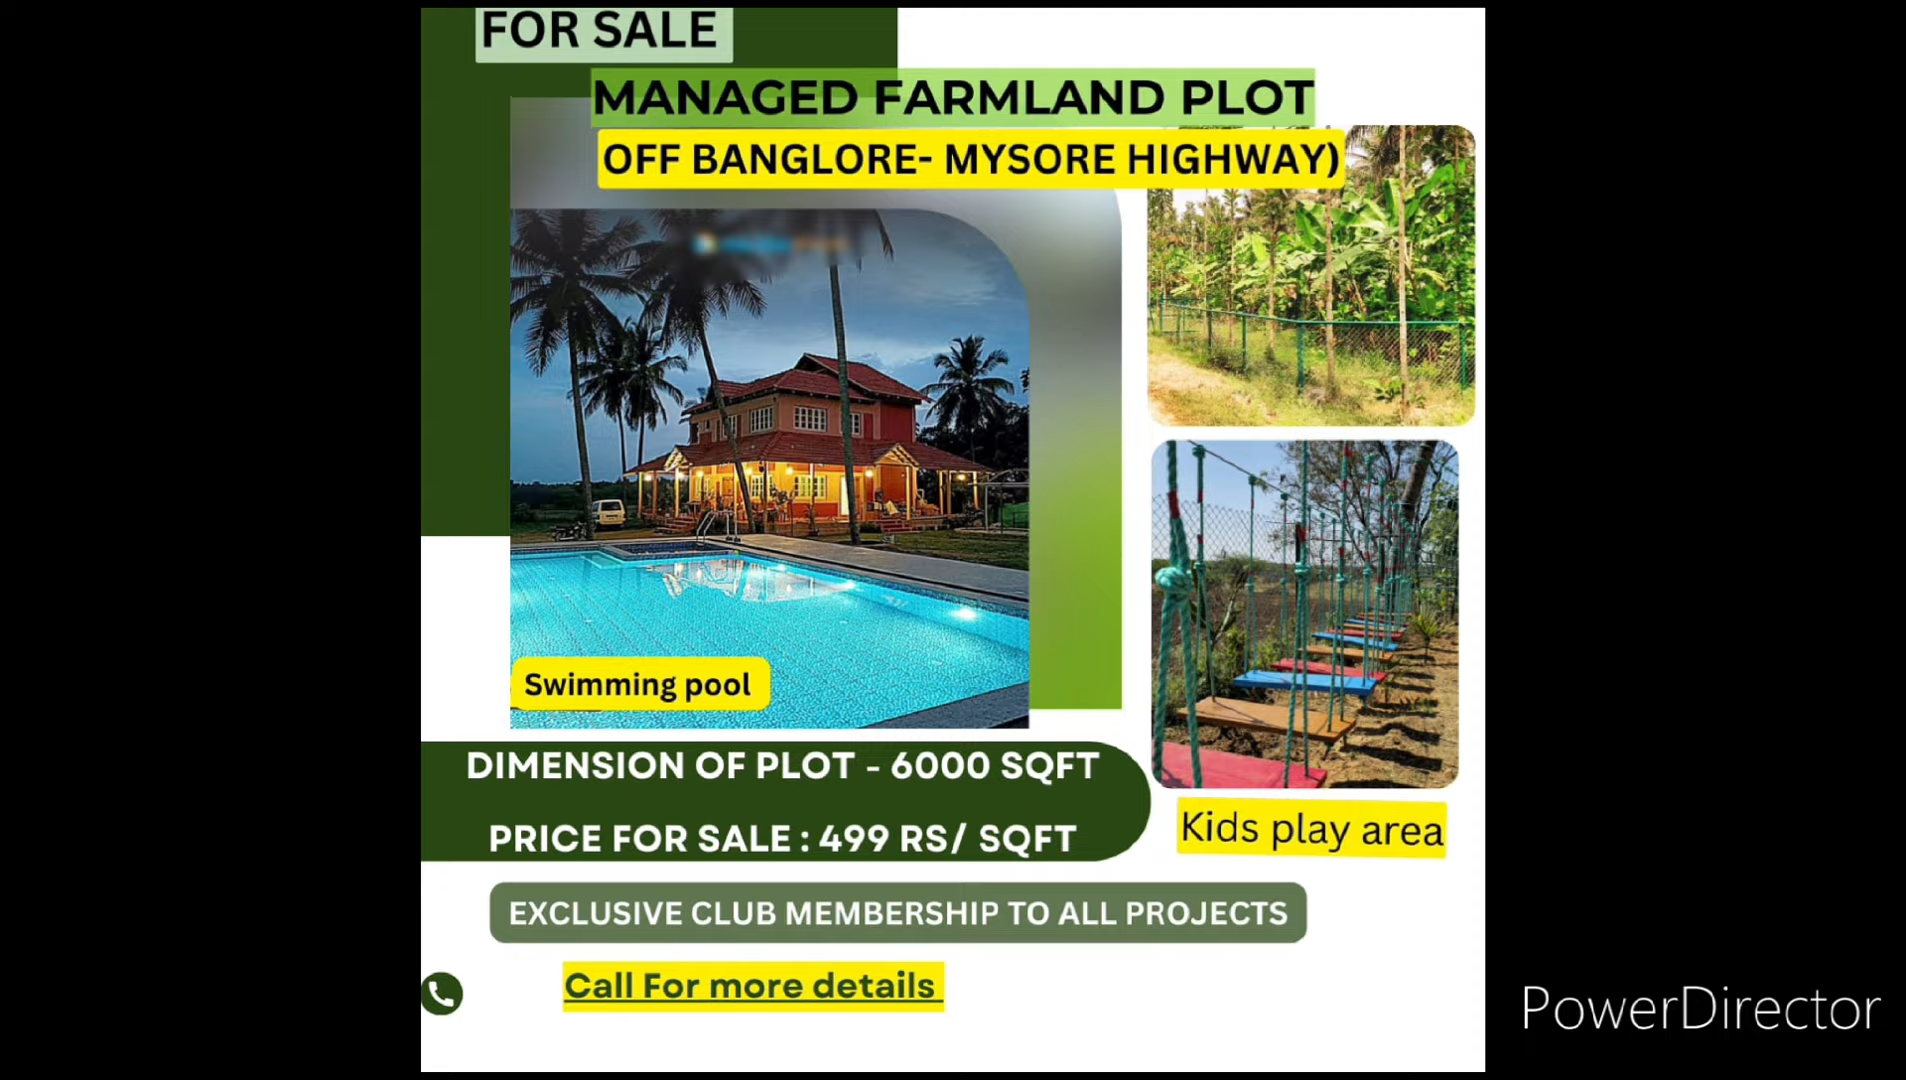 FOR SALE
MANAGED FARMLAND PLOT
OFF BANGLORE- MYSORE HIGHWAY)
Swimming pool
DIMENSION OF PLOT - 6000 SQFT
PRICE FOR SALE : 499 RS/ SQFT
Kids play area
EXCLUSIVE CLUB MEMBERSHIP TO ALL PROJECTS
Call For more details
PowerDirector